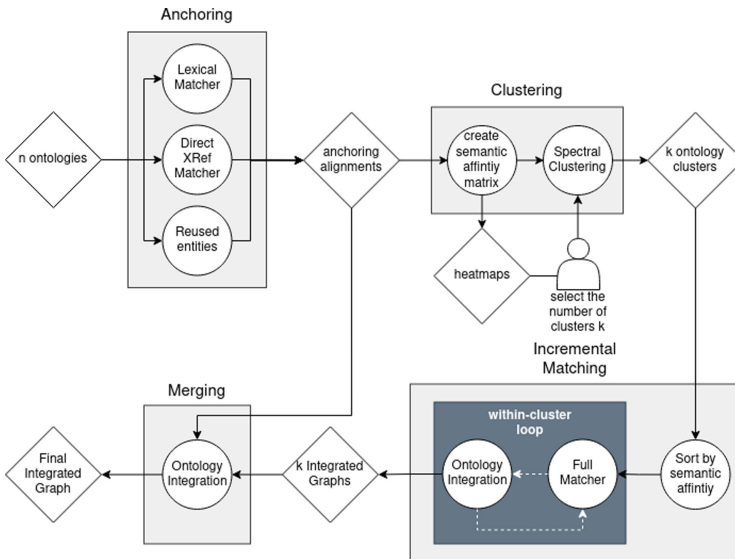 Anchoring
Lexical
Matcher
n ontologies
Direct
XRef
Matcher
Reused
entities
anchoring
alignments
Clustering
create
semantic
affintiy
matrix
Spectral
Clustering
k ontology
clusters
heatmaps
select the
number of
clusters k
Incremental
Matching
within-cluster
loop
Sort by
semantic
affintiy
Full
Matcher
Ontology
Integration
k Integrated
Graphs
Merging
Ontology
Integration
Final
Integrated
Graph